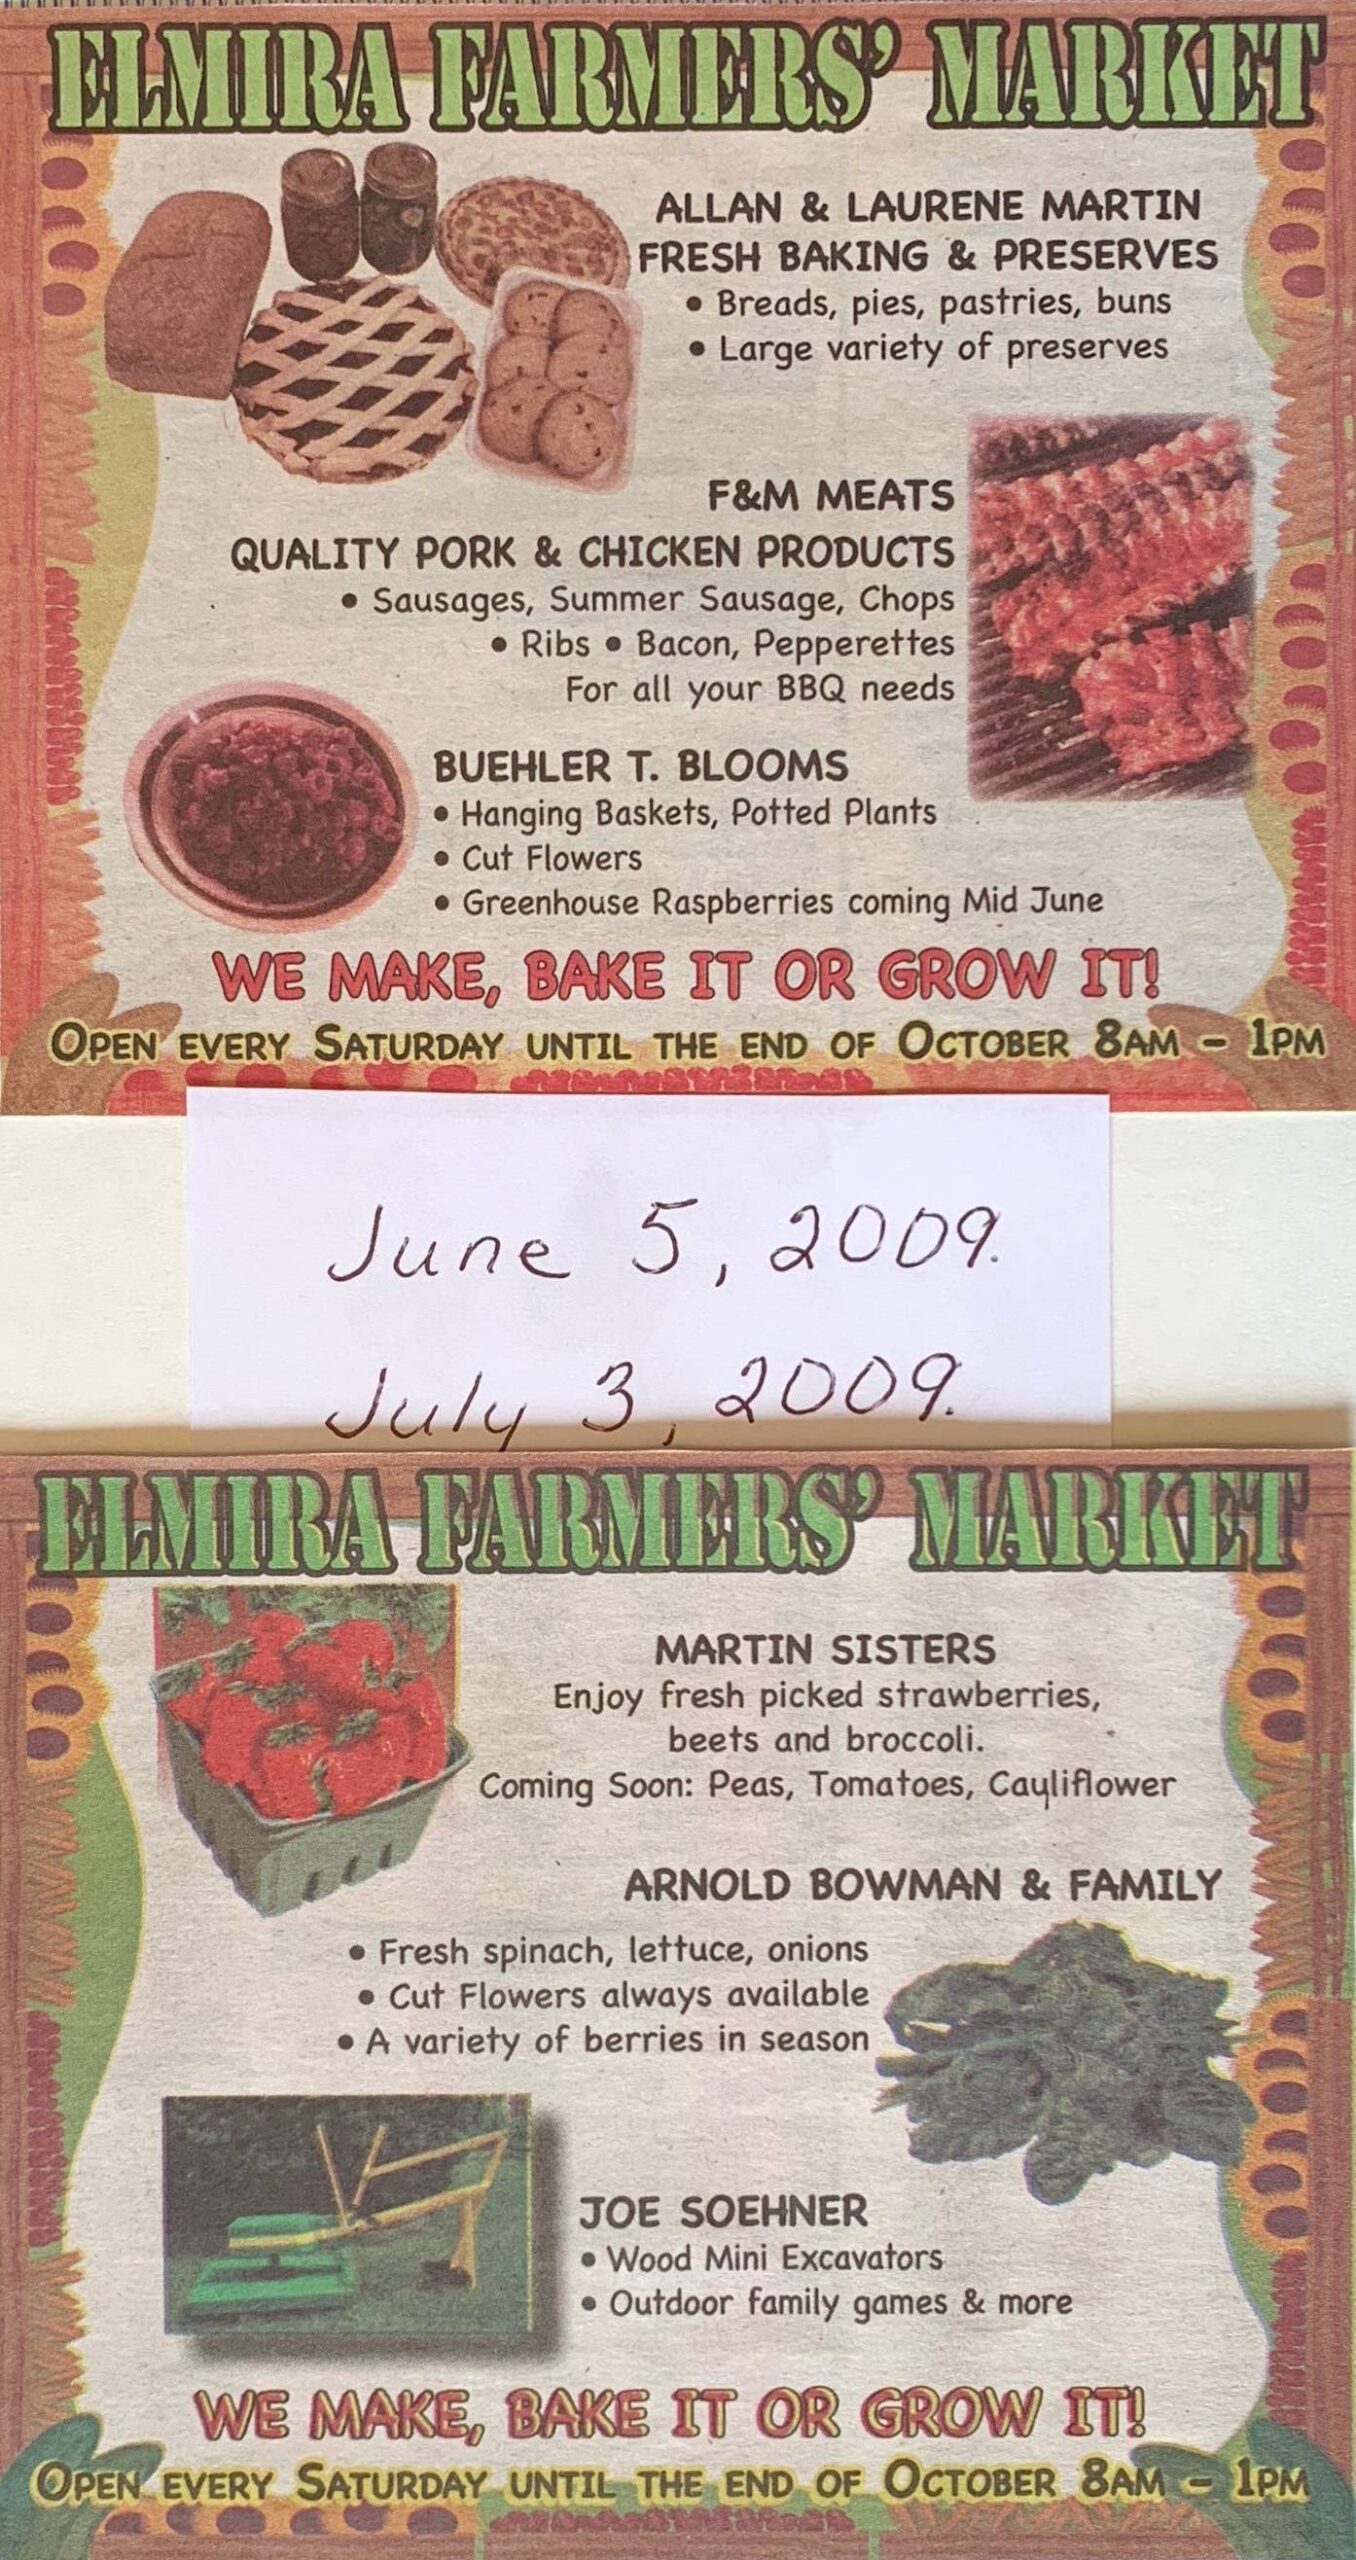 ELMIRA FARMERS' MARKET
ALLAN & LAURENE MARTIN
FRESH BAKING & PRESERVES
• Breads, pies, pastries, buns
• Large variety of preserves
F&M MEATS
QUALITY PORK & CHICKEN PRODUCTS
• Sausages, Summer Sausage, Chops
• Ribs • Bacon, Pepperettes
For all your BBQ needs
BUEHLER T. BLOOMS
• Hanging Baskets, Potted Plants
• Cut Flowers
• Greenhouse Raspberries coming Mid June
WE MAKE, BAKE IT OR GROW IT!
OPEN EVERY SATURDAY UNTIL THE END OF OCTOBER 8AM - 1PM
June 5, 2009.
July 3, 2009.
ELMIRA FARMERS' MARKET
MARTIN SISTERS
Enjoy fresh picked strawberries,
beets and broccoli.
Coming Soon: Peas, Tomatoes, Cauliflower
ARNOLD BOWMAN & FAMILY
• Fresh spinach, lettuce, onions
• Cut Flowers always available
• A variety of berries in season
JOE SOEHNER
• Wood Mini Excavators
• Outdoor family games & more
WE MAKE, BAKE IT OR GROW IT!
OPEN EVERY SATURDAY UNTIL THE END OF OCTOBER 8AM - 1PM